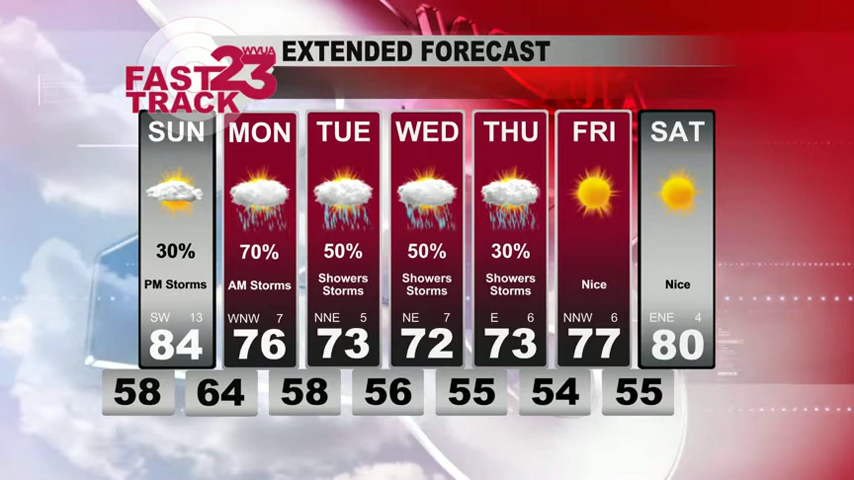 WVUA
23
FAST
TRACK
EXTENDED FORECAST
SUN MON TUE WED THU FRI SAT
30% 70% 50% 50% 30%
PM Storms AM Storms Showers Storms Showers Storms Showers Storms Nice Nice
SW 13 WNW 7 NNE 5 NE 7 E 6 NNW 6 ENE 4
84 76 73 72 73 77 80
58 64 58 56 55 54 55